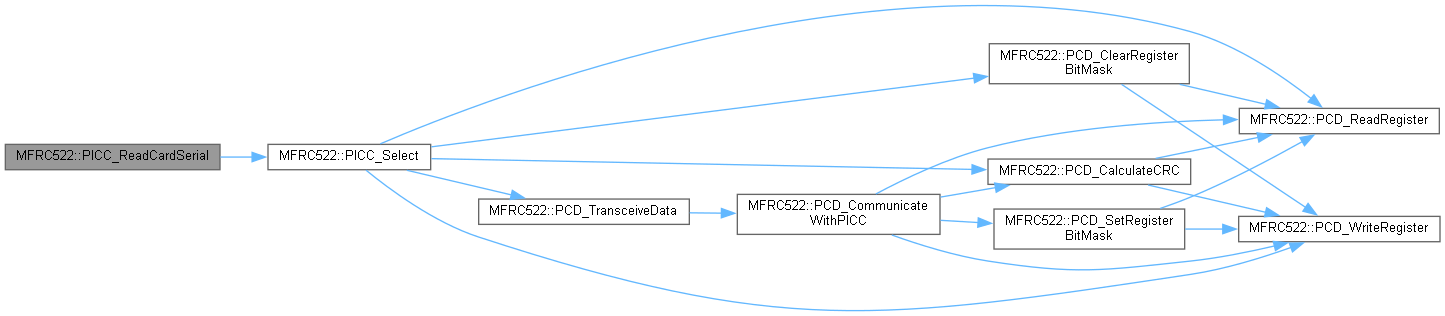 MFRC522::PICC_ReadCardSerial
MFRC522::PICC_Select
MFRC522::PCD_TransceiveData
MFRC522::PCD_Communicate
WithPICC
MFRC522::PCD_ClearRegister
BitMask
MFRC522::PCD_CalculateCRC
MFRC522::PCD_SetRegister
BitMask
MFRC522::PCD_ReadRegister
MFRC522::PCD_WriteRegister